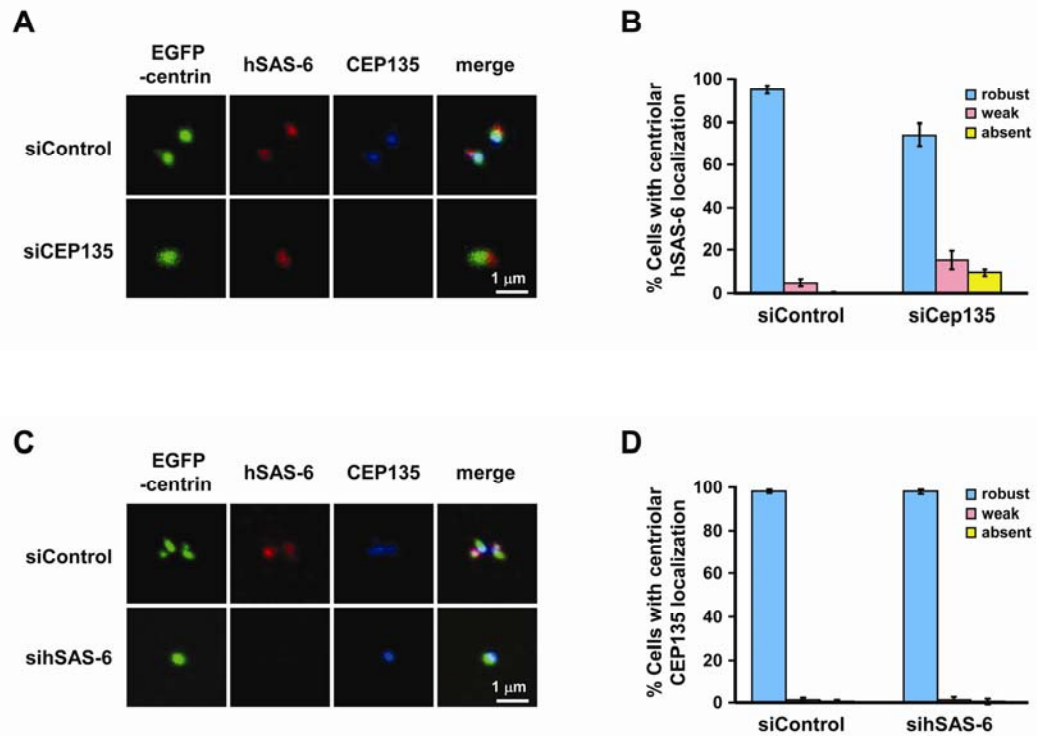 A
EGFP
-centrin
hSAS-6
CEP135
merge
siControl
siCEP135
1 μm
B
% Cells with centriolar
hSAS-6 localization
100
80
60
40
20
0
robust
weak
absent
siControl
siCep135
C
EGFP
-centrin
hSAS-6
CEP135
merge
siControl
sihSAS-6
1 μm
D
% Cells with centriolar
CEP135 localization
100
80
60
40
20
0
robust
weak
absent
siControl
sihSAS-6